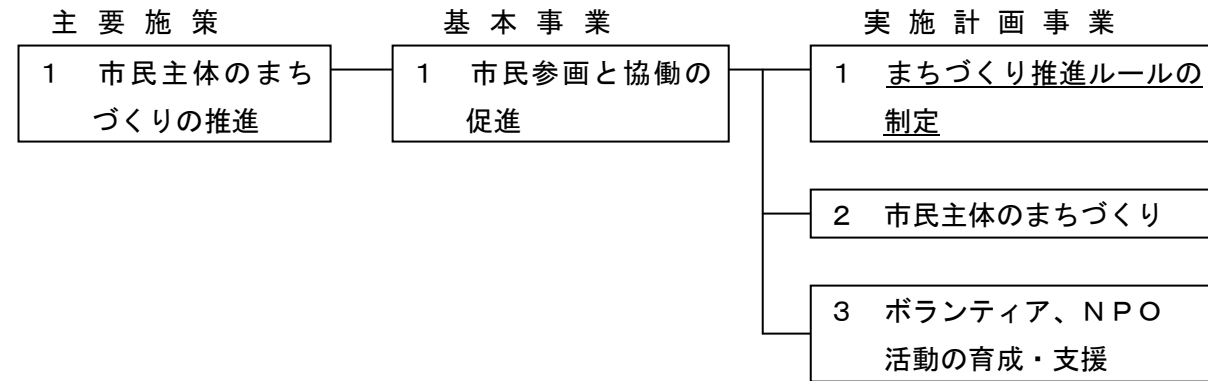 主要施策
基本事業
実施計画事業
1 市民主体のまち
づくりの推進
1 市民参画と協働の
促進
1 まちづくり推進ルールの
制定
2 市民主体のまちづくり
3 ボランティア、NPO
活動の育成・支援